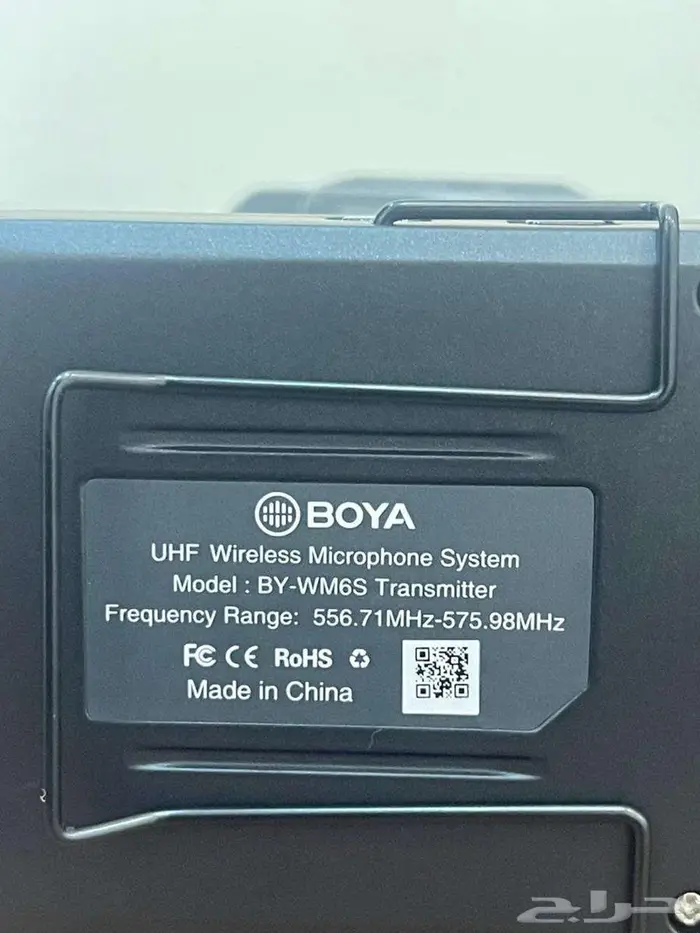 BOYA
UHF Wireless Microphone System
Model : BY-WM6S Transmitter
Frequency Range: 556.71MHz-575.98MHz
FC CE RoHS
Made in China
حراج